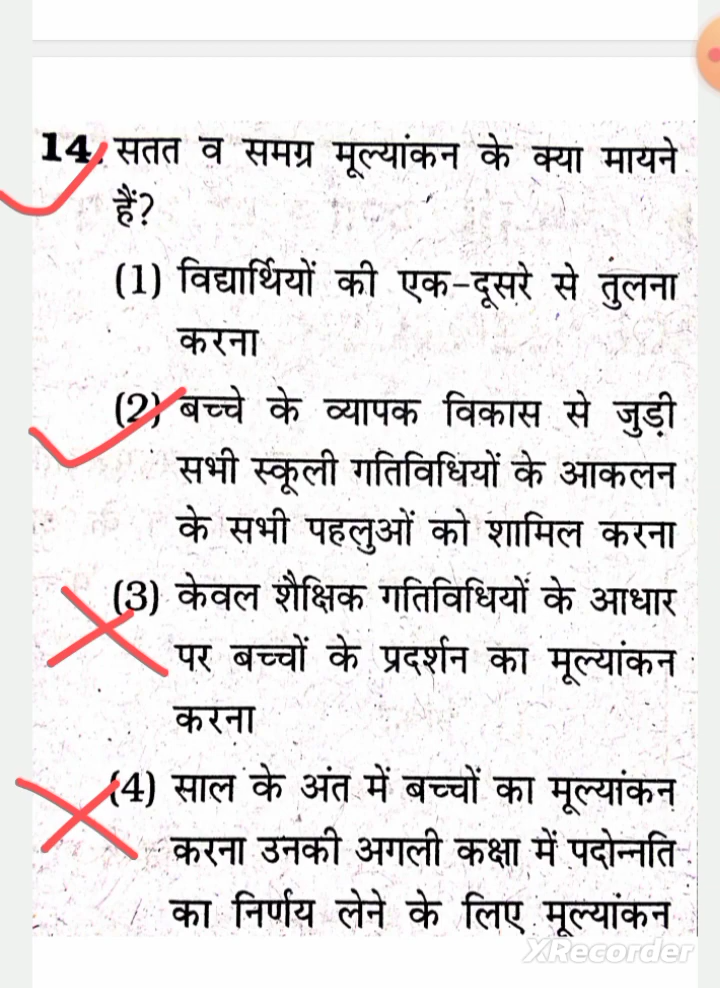 14. सतत व समग्र मूल्यांकन के क्या मायने
हैं?
(1) विद्यार्थियों की एक-दूसरे से तुलना
करना
(2) बच्चे के व्यापक विकास से जुड़ी
सभी स्कूली गतिविधियों के आकलन
के सभी पहलुओं को शामिल करना
(3) केवल शैक्षिक गतिविधियों के आधार
पर बच्चों के प्रदर्शन का मूल्यांकन
करना
(4) साल के अंत में बच्चों का मूल्यांकन
करना उनकी अगली कक्षा में पदोन्नति
का निर्णय लेने के लिए मूल्यांकन
XRecorder